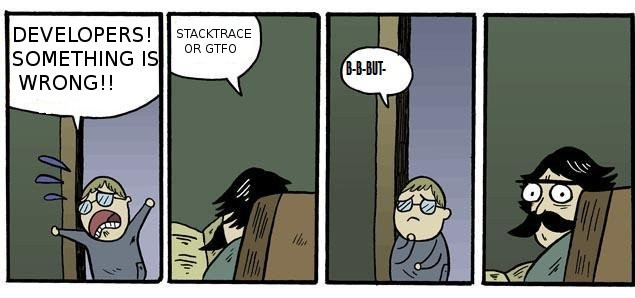 DEVELOPERS!
SOMETHING IS
WRONG!!
STACKTRACE
OR GTFO
B-B-BUT-